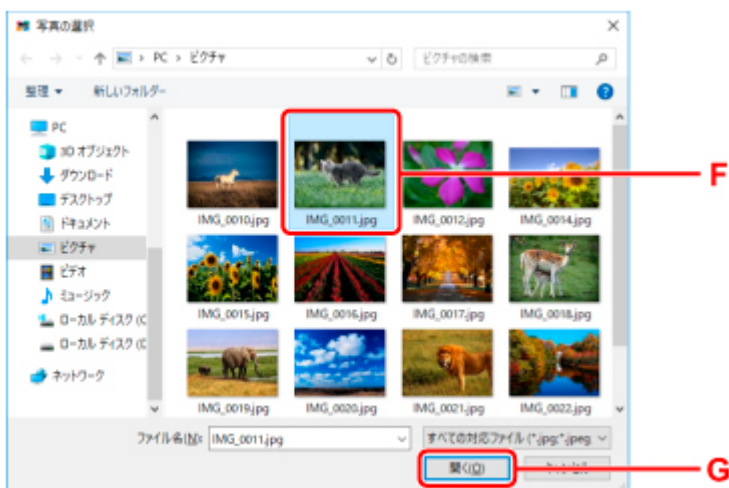 写真の選択
PC › ピクチャ
ピクチャの検索
整理 新しいフォルダー
PC
3D オブジェクト
ダウンロード
デスクトップ
ドキュメント
ピクチャ
ビデオ
ミュージック
ローカル ディスク (C
ローカル ディスク (C
ネットワーク
IMG_0010.jpg IMG_0011.jpg IMG_0012.jpg IMG_0014.jpg
F
IMG_0015.jpg IMG_0016.jpg IMG_0017.jpg IMG_0018.jpg
IMG_0019.jpg IMG_0020.jpg IMG_0021.jpg IMG_0022.jpg
ファイル名(N): IMG_0011.jpg すべての対応ファイル (*.jpg;*.jpeg
開く(O)
G